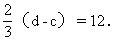 2/3 (d-c) = 12.